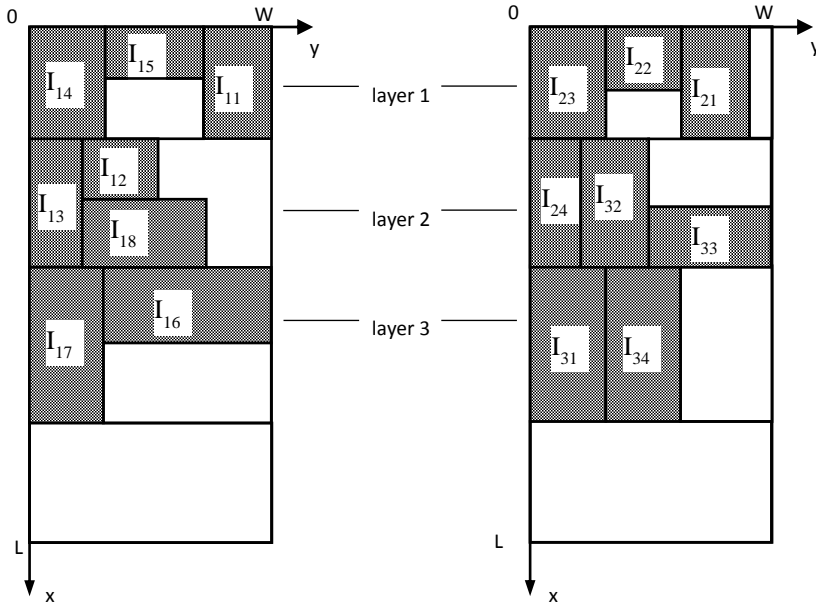 0 W 0 W
y y
I15 I22
I14 I11 I23 I21
layer 1
I12
I13 I24 I32
layer 2
I18 I33
I16
layer 3
I17 I31 I34
L L
x x